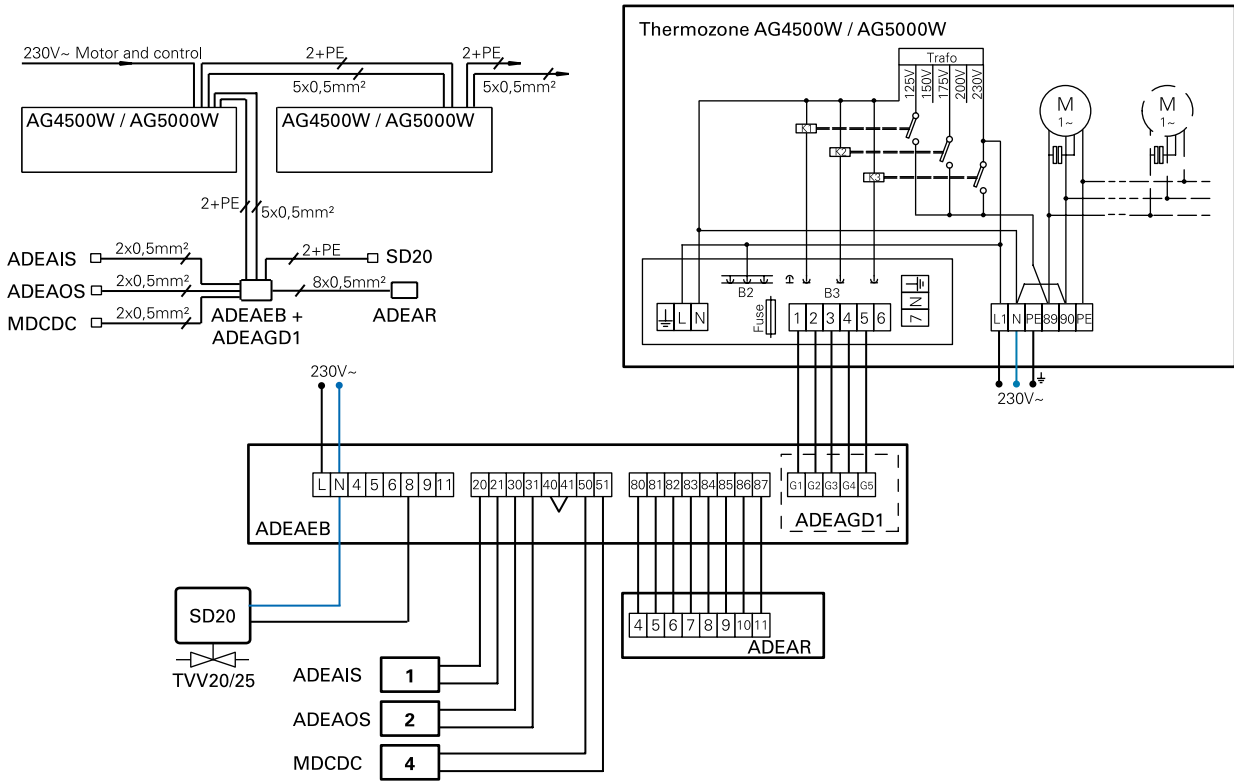 230V~ Motor and control
2+PE
2+PE
5x0,5mm²
5x0,5mm²
AG4500W / AG5000W
AG4500W / AG5000W
2+PE
5x0,5mm²
ADEAIS
2x0,5mm²
2+PE
SD20
ADEAOS
2x0,5mm²
8x0,5mm²
MDCDC
2x0,5mm²
ADEAEB +
ADEAGD1
ADEAR
Thermozone AG4500W / AG5000W
Trafo
125V
150V
175V
200V
230V
K1
K2
K3
M
1~
M
1~
B2
B3
Fuse
L N
1 2 3 4 5 6
7 N
L1 N PE 89 90 PE
230V~
230V~
L N 4 5 6 8 9 11
20 21 30 31 40 41 50 51
80 81 82 83 84 85 86 87
G1 G2 G3 G4 G5
ADEAGD1
ADEAEB
SD20
TVV20/25
4 5 6 7 8 9 10 11
ADEAR
ADEAIS 1
ADEAOS 2
MDCDC 4